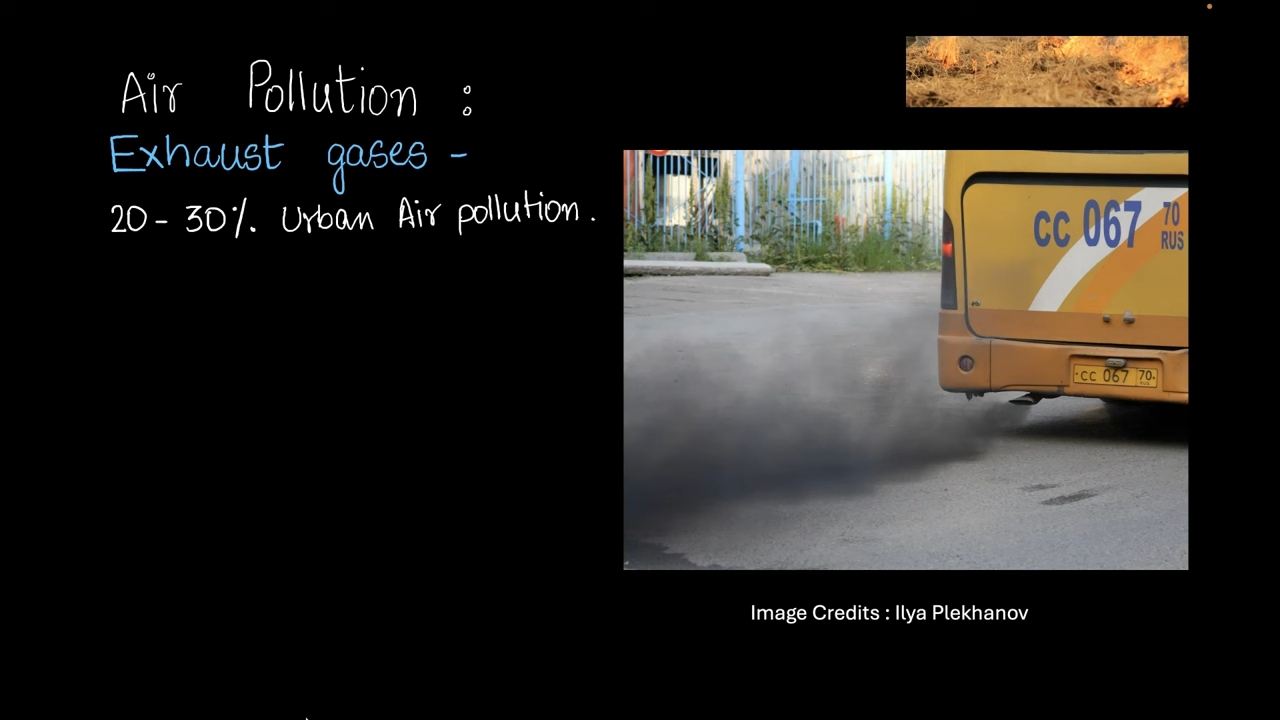 Air Pollution :
Exhaust gases -
20 - 30% Urban Air pollution.
CC 067 70 RUS
CC 067 70
Image Credits : Ilya Plekhanov